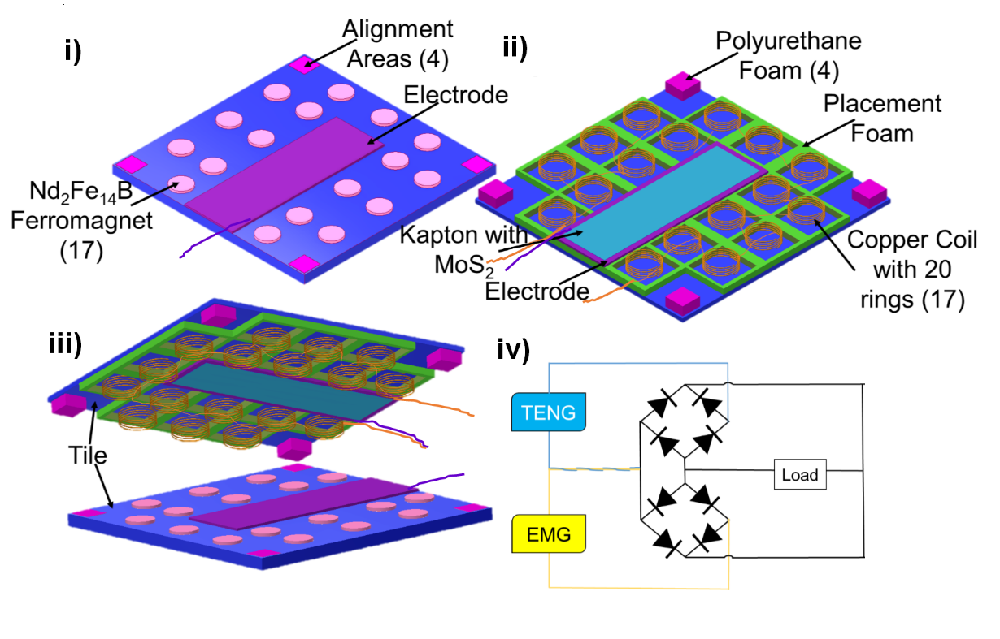 i)
Alignment
Areas (4)
Electrode
Nd₂Fe₁₄B
Ferromagnet
(17)
ii)
Polyurethane
Foam (4)
Placement
Foam
Kapton with
MoS₂
Electrode
Copper Coil
with 20
rings (17)
iii)
Tile
iv)
TENG
EMG
Load